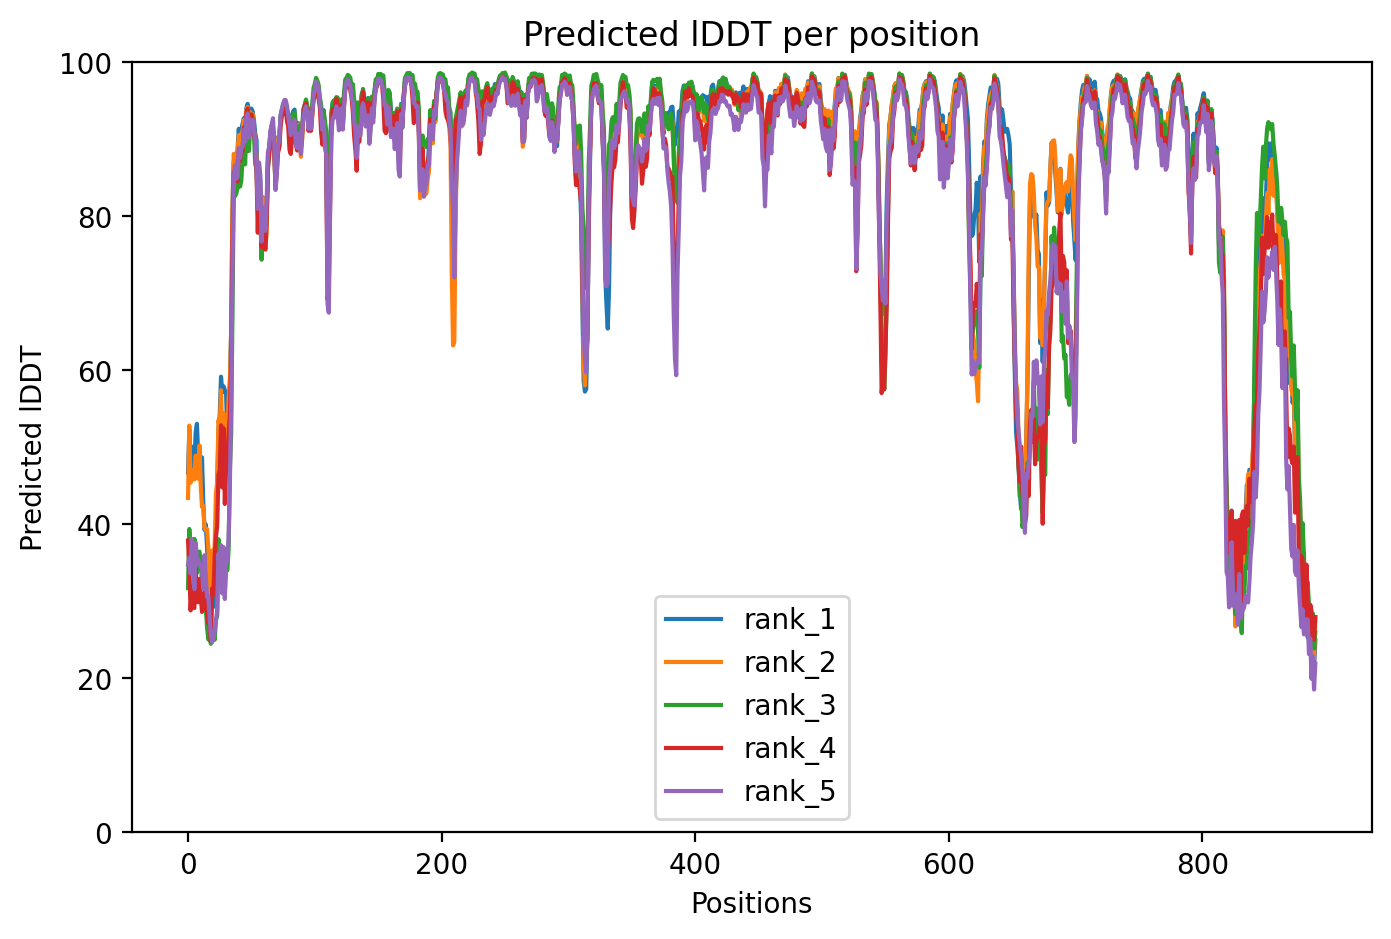 Predicted lDDT per position
100
80
60
40
20
0
Predicted lDDT
0 200 400 600 800
Positions
rank_1
rank_2
rank_3
rank_4
rank_5